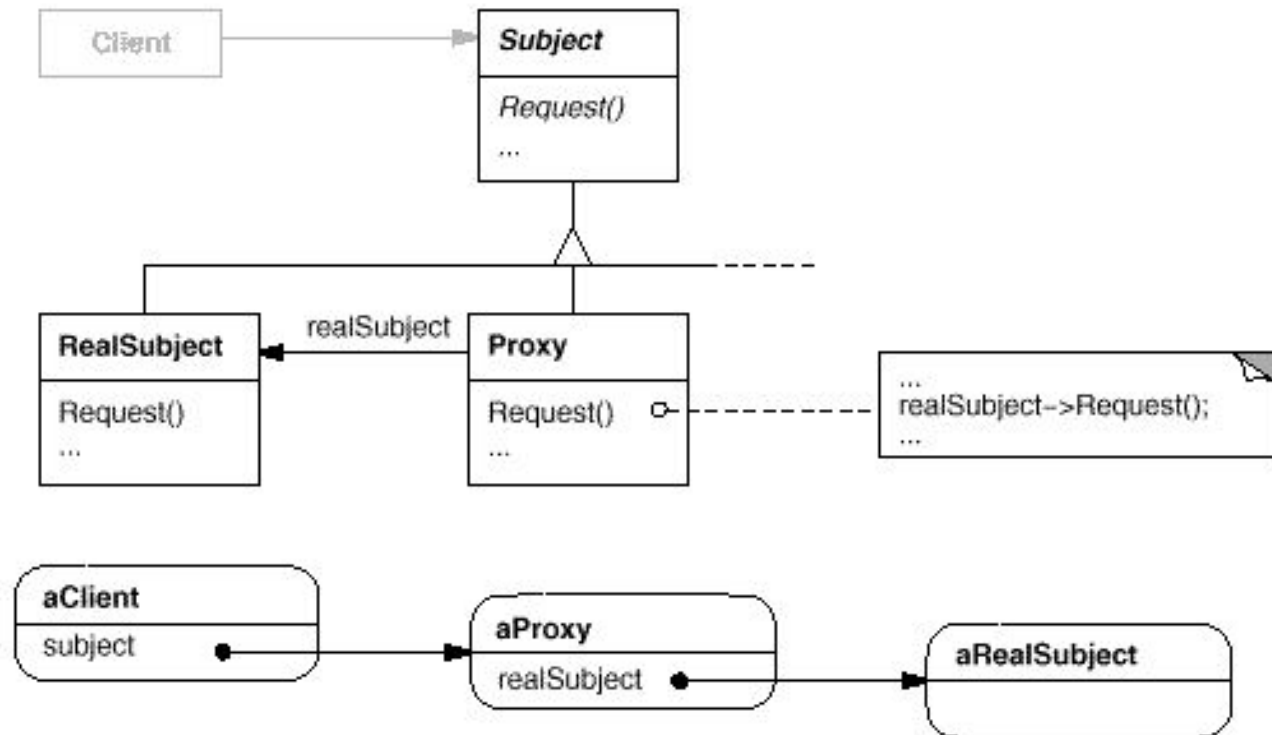 Client
Subject
Request()
...
realSubject
RealSubject
Request()
...
Proxy
Request()
...
...
realSubject->Request();
...
aClient
subject
aProxy
realSubject
aRealSubject